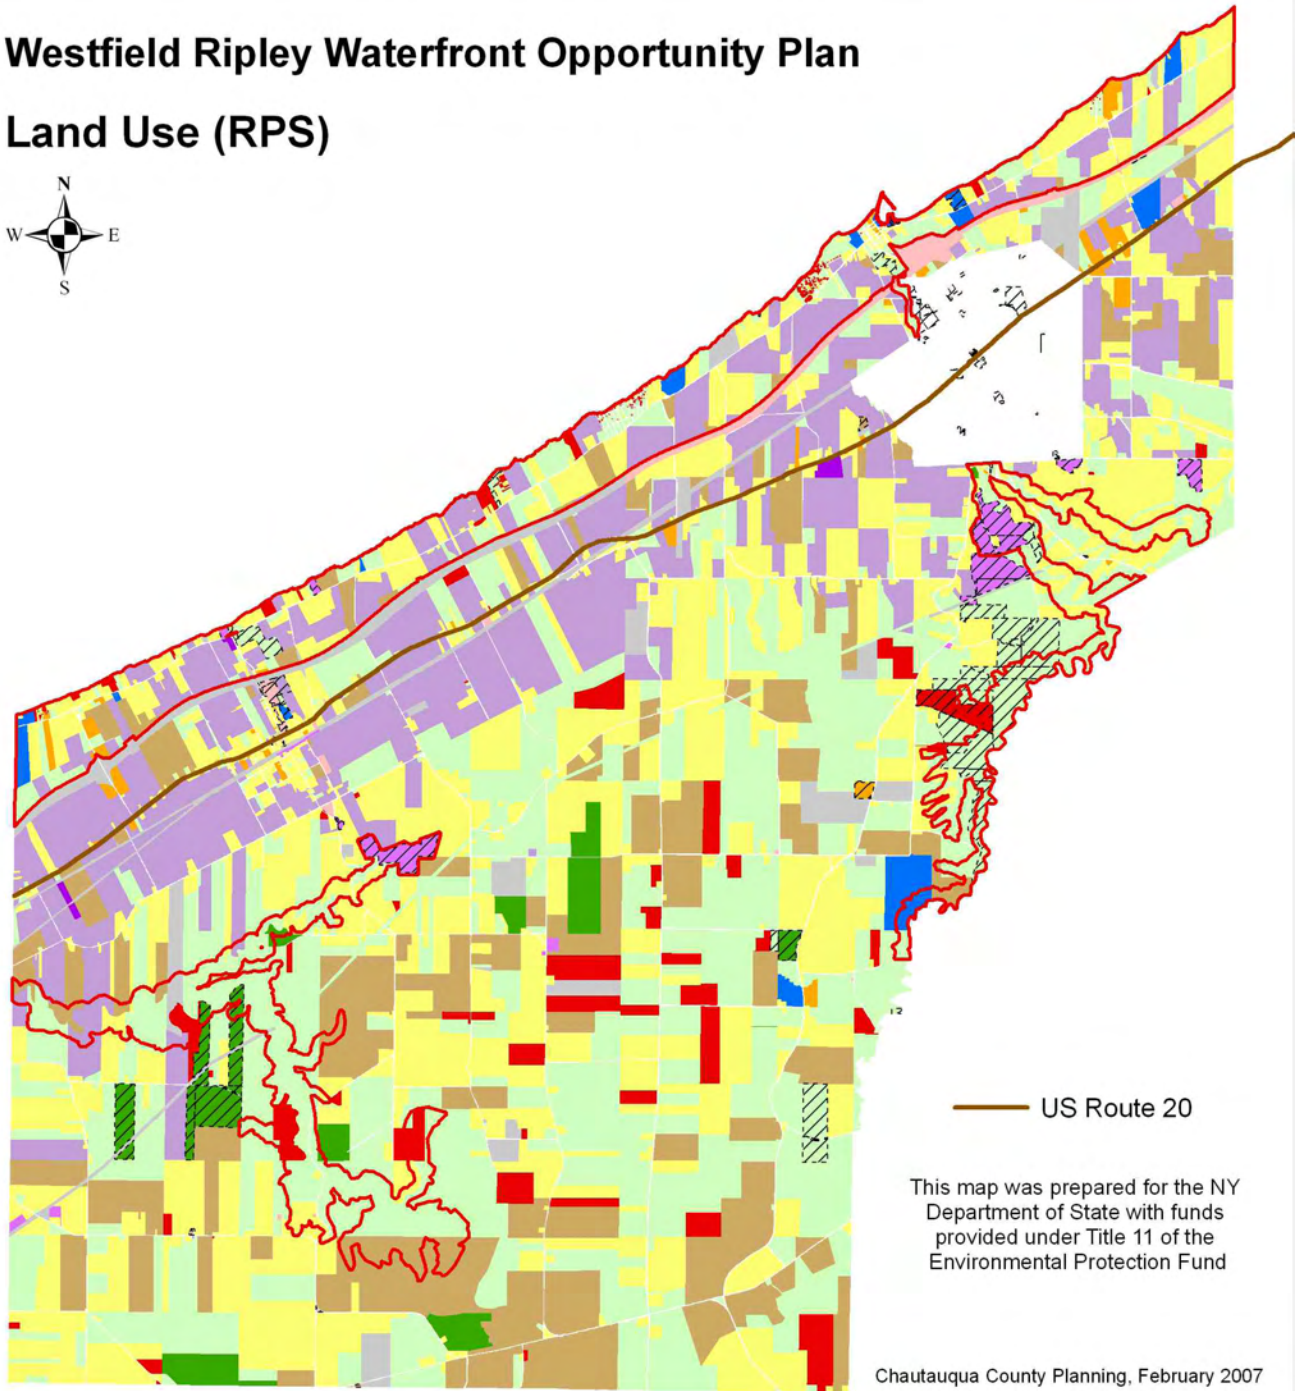 Westfield Ripley Waterfront Opportunity Plan
Land Use (RPS)
N
W E
S
US Route 20
This map was prepared for the NY
Department of State with funds
provided under Title 11 of the
Environmental Protection Fund
Chautauqua County Planning, February 2007